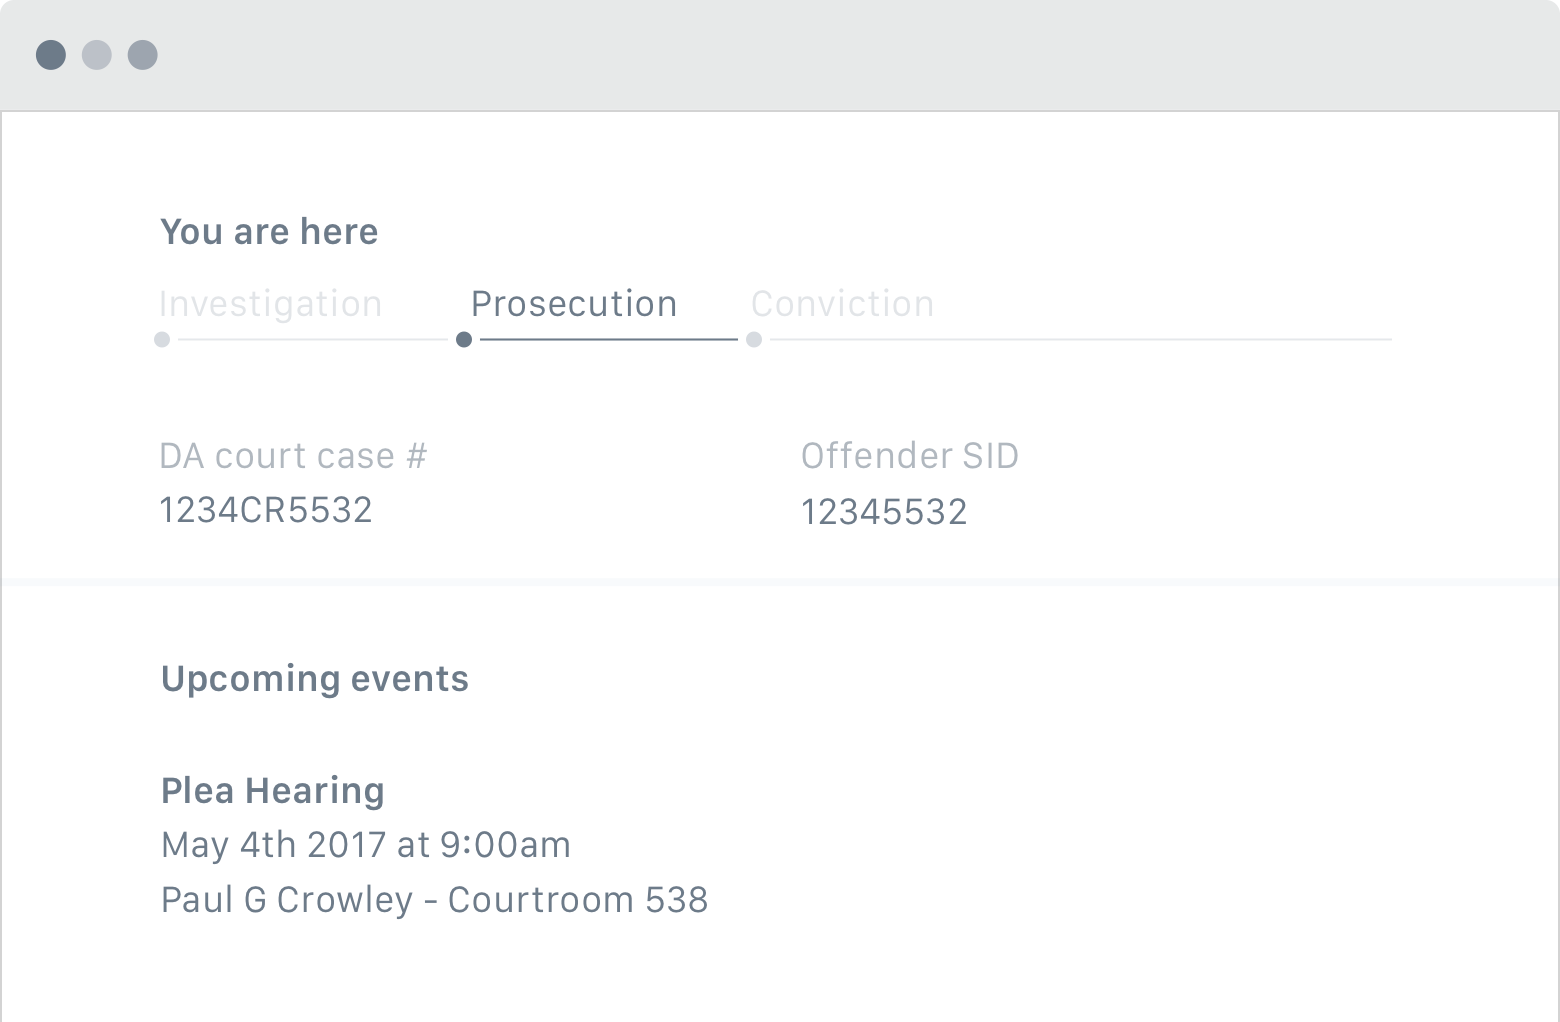 You are here
Investigation Prosecution Conviction
DA court case # Offender SID
1234CR5532 12345532
Upcoming events
Plea Hearing
May 4th 2017 at 9:00am
Paul G Crowley - Courtroom 538